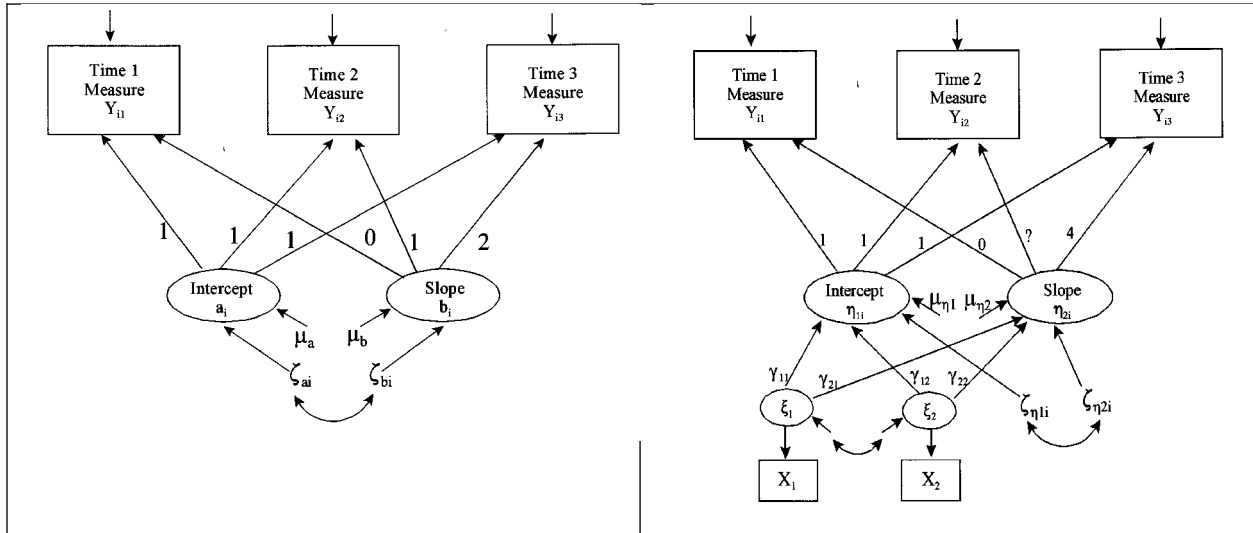 Time 1
Measure
Yi1
Time 2
Measure
Yi2
Time 3
Measure
Yi3
1
1
1
0
1
2
Intercept
ai
Slope
bi
μa
μb
ζai
ζbi
Time 1
Measure
Yi1
Time 2
Measure
Yi2
Time 3
Measure
Yi3
1
1
1
0
?
4
Intercept
η1i
μη1
μη2
Slope
η2i
γ11
γ21
γ12
γ22
ξ1
ξ2
ζη1i
ζη2i
X1
X2